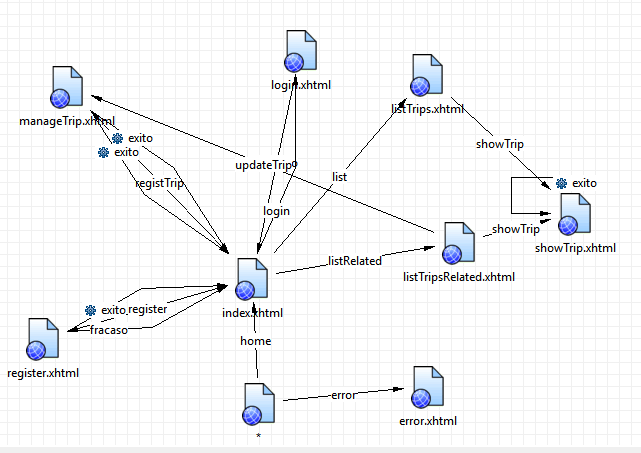 login.xhtml
listTrips.xhtml
manageTrip.xhtml
exito
exito
showTrip
updateTrip
list
registTrip
exito
login
showTrip
showTrip.xhtml
listRelated
listTripsRelated.xhtml
index.xhtml
exito
register
fracaso
home
register.xhtml
error
error.xhtml
*